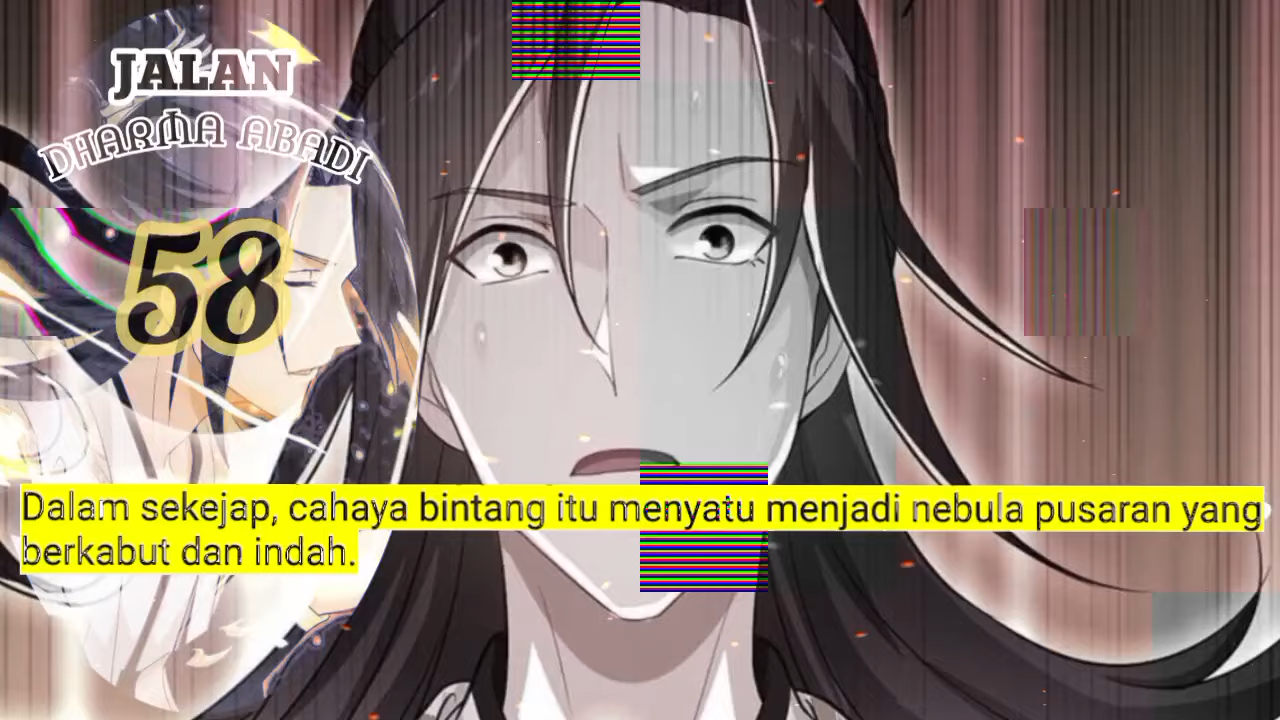 JALAN
DHARMA ABADI
58
Dalam sekejap, cahaya bintang itu menyatu menjadi nebula pusaran yang
berkabut dan indah.